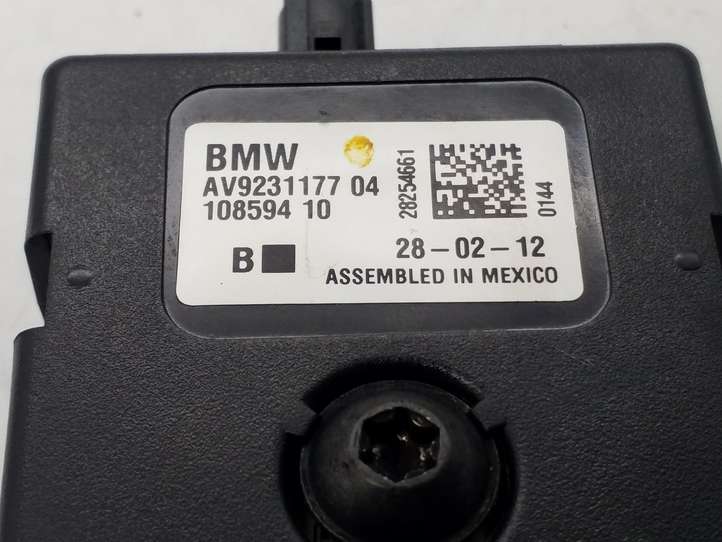 BMW
AV9231177 04
108594 10
B
28254661
0144
28-02-12
ASSEMBLED IN MEXICO